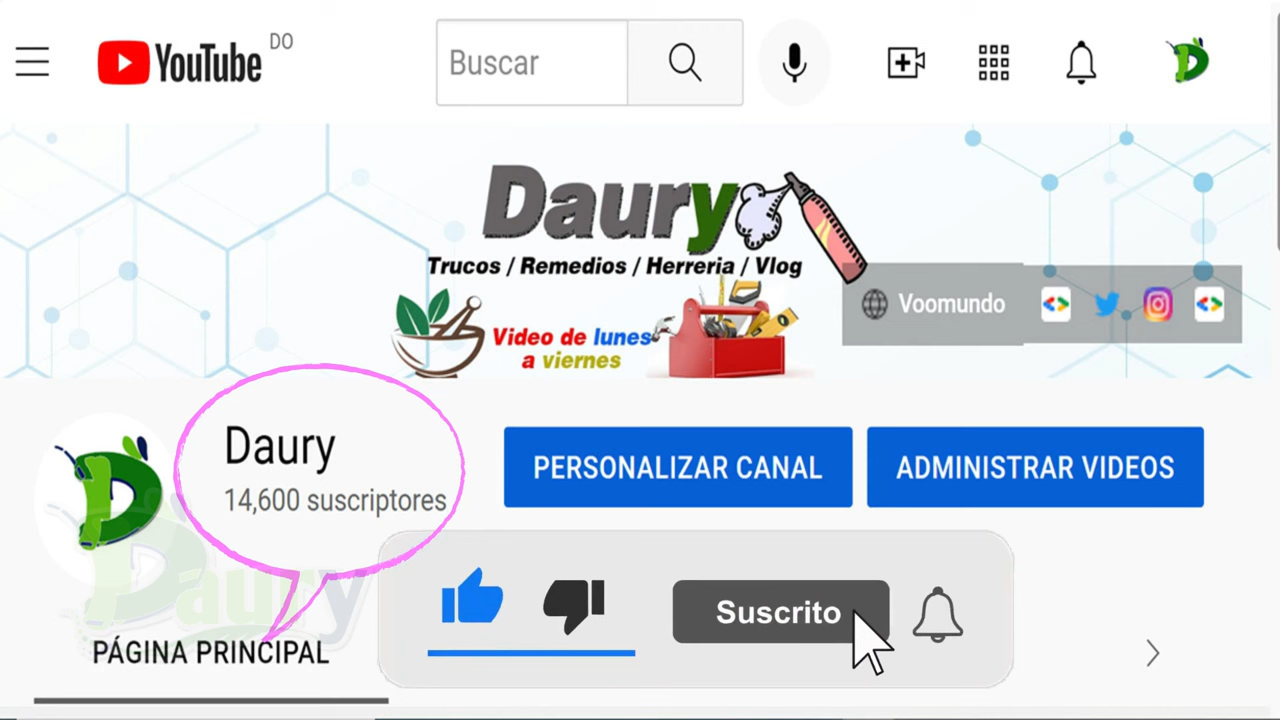 YouTube DO
Buscar
Daury
Trucos / Remedios / Herreria / Vlog
Voomundo
Video de lunes
a viernes
Daury
14,600 suscriptores
PERSONALIZAR CANAL
ADMINISTRAR VIDEOS
Daury
Suscrito
PÁGINA PRINCIPAL